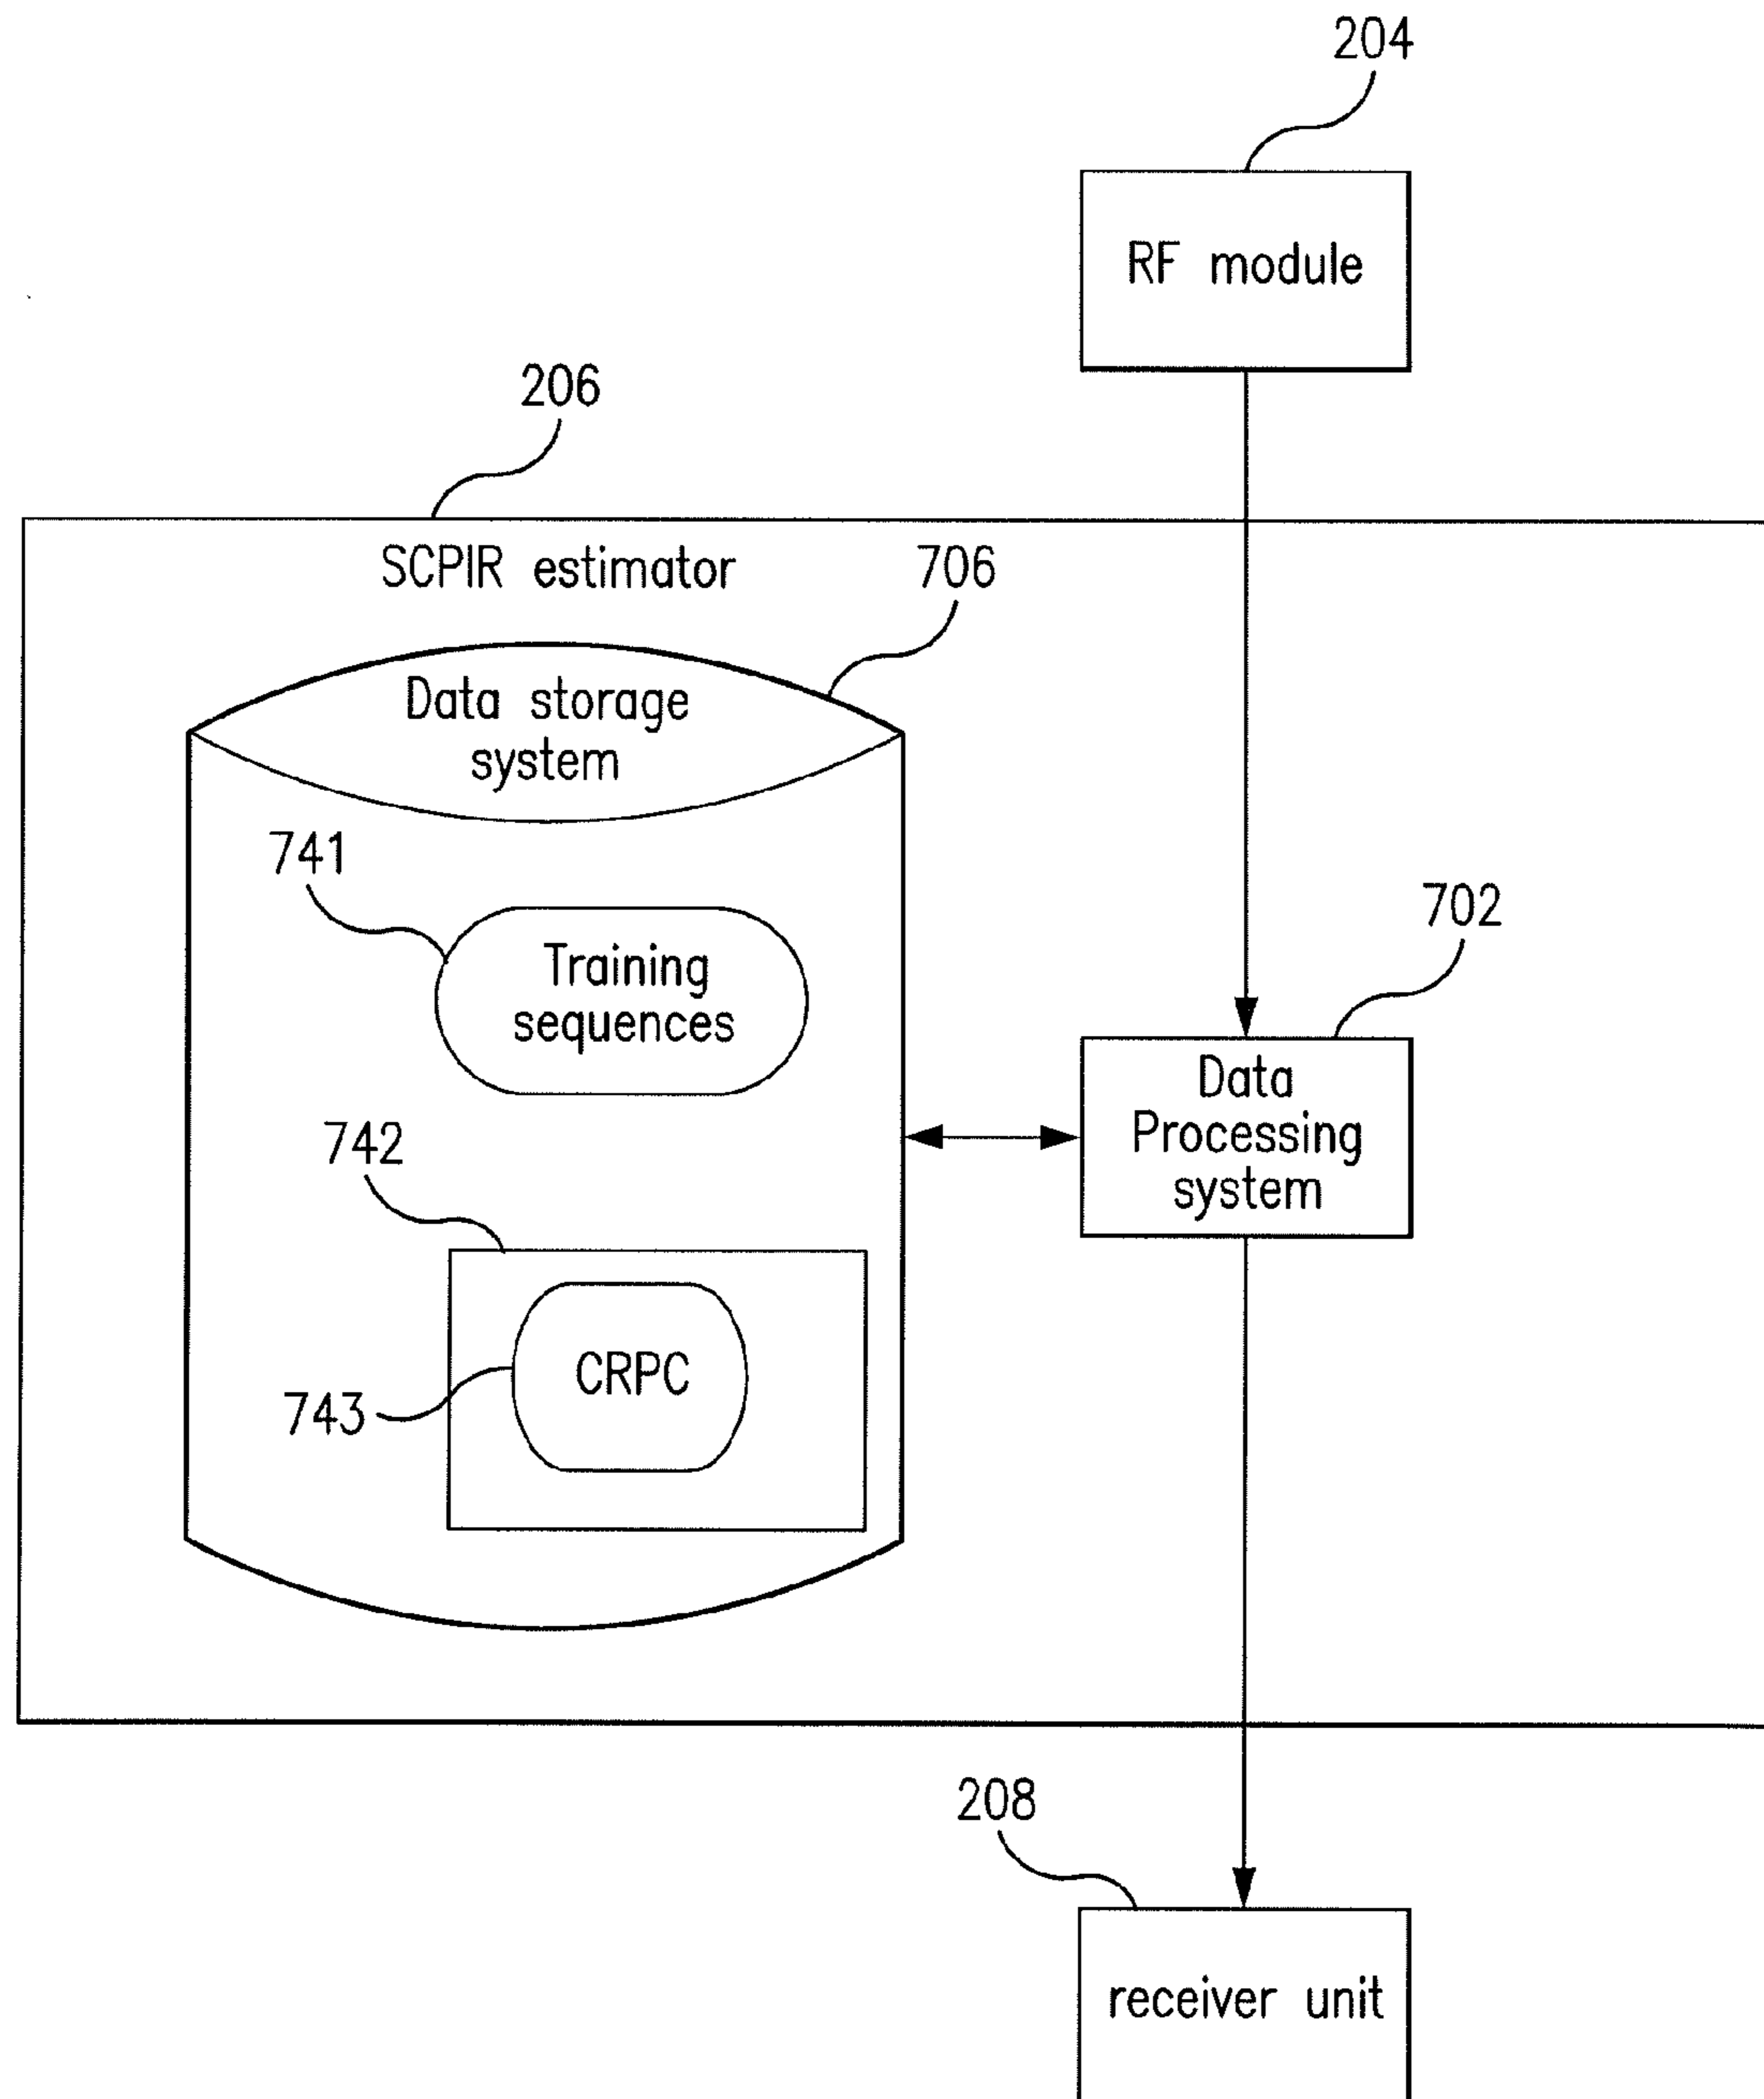 204
RF module
206
SCPIR estimator
706
Data storage
system
741
Training
sequences
702
Data
Processing
system
742
CRPC
743
208
receiver unit